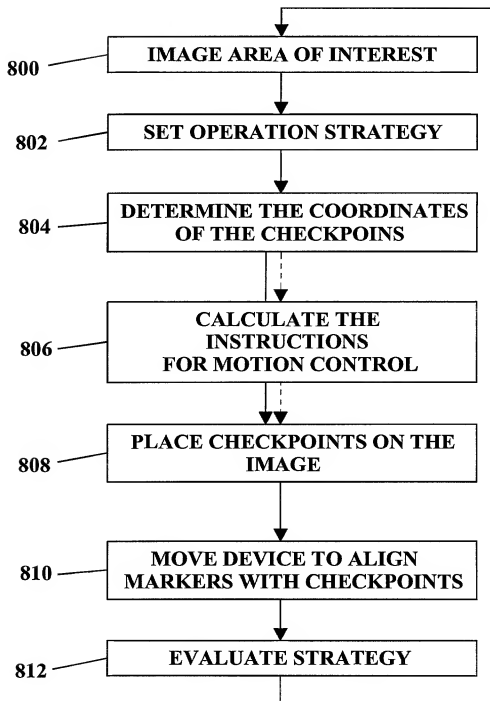 800
IMAGE AREA OF INTEREST
802
SET OPERATION STRATEGY
804
DETERMINE THE COORDINATES
OF THE CHECKPOINS
806
CALCULATE THE
INSTRUCTIONS
FOR MOTION CONTROL
808
PLACE CHECKPOINTS ON THE
IMAGE
810
MOVE DEVICE TO ALIGN
MARKERS WITH CHECKPOINTS
812
EVALUATE STRATEGY